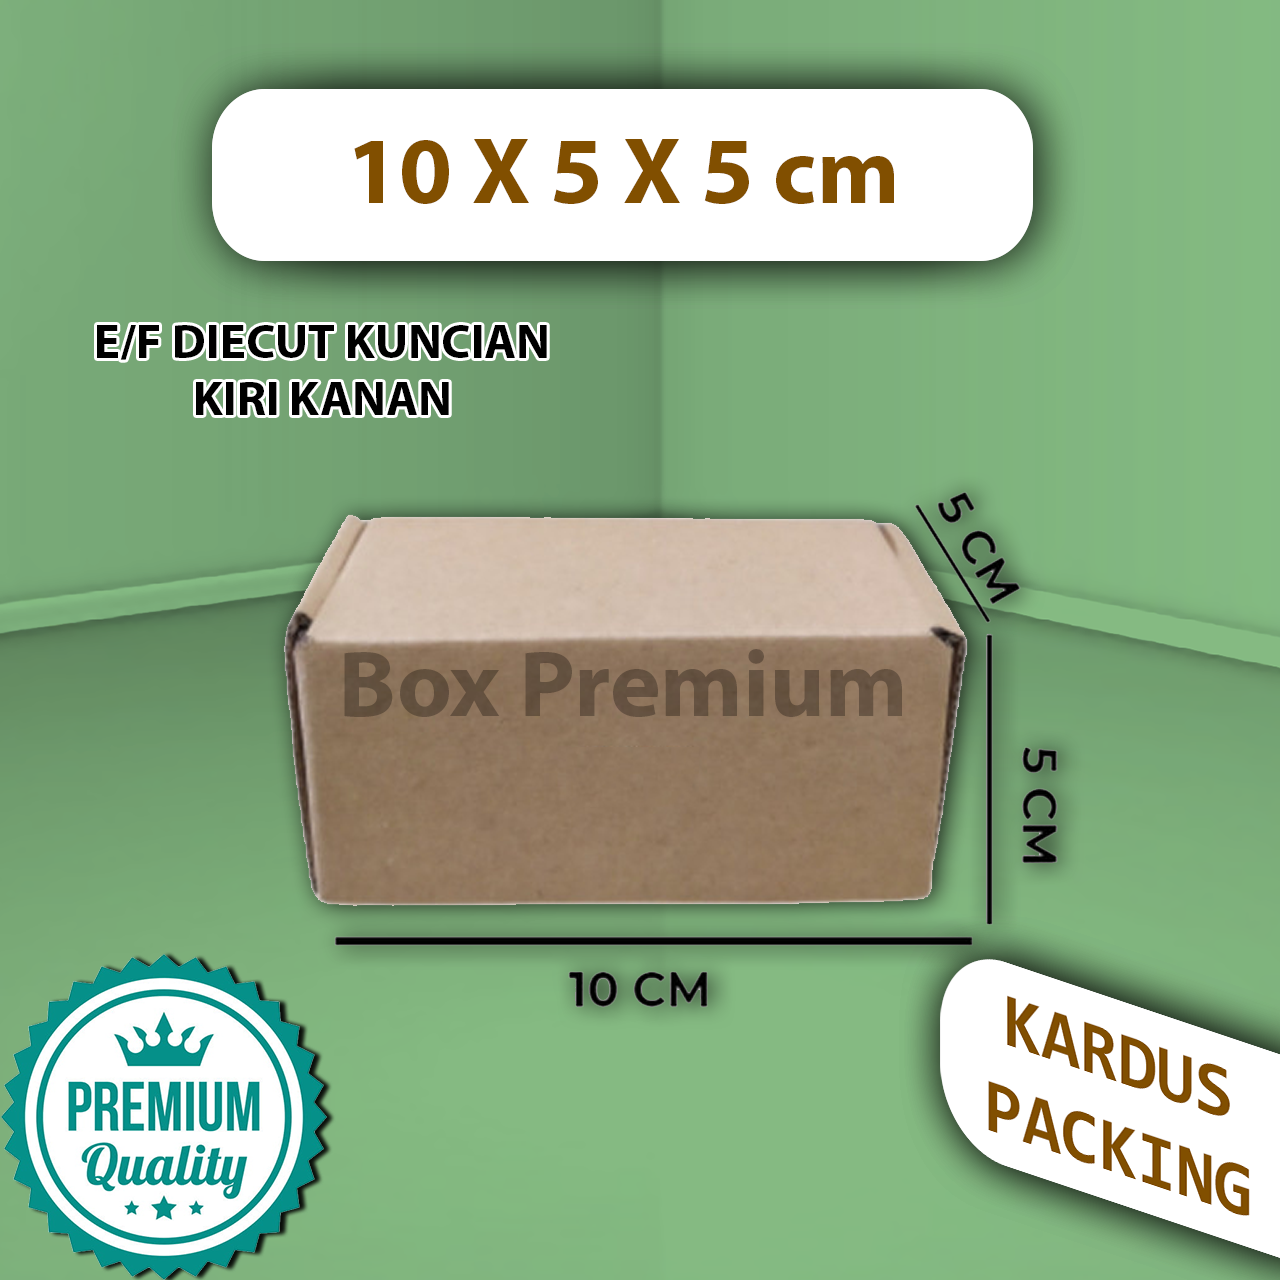 10 X 5 X 5 cm
E/F DIECUT KUNCIAN
KIRI KANAN
5 CM
Box Premium
5 CM
10 CM
PREMIUM
Quality
KARDUS
PACKING